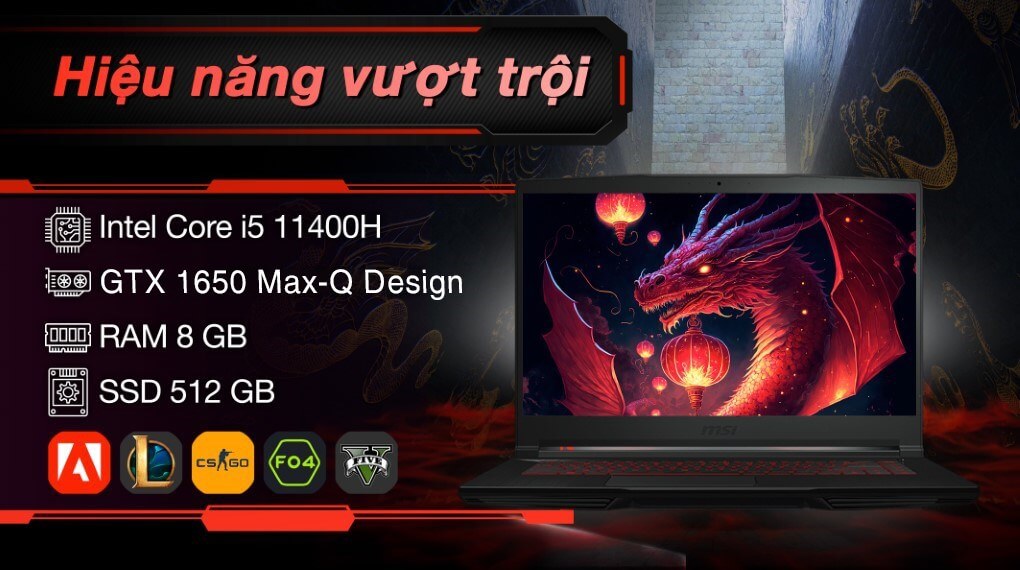 Hiệu năng vượt trội
Intel Core i5 11400H
GTX 1650 Max-Q Design
RAM 8 GB
SSD 512 GB
CS GO
FO4
V
FIVE
msi